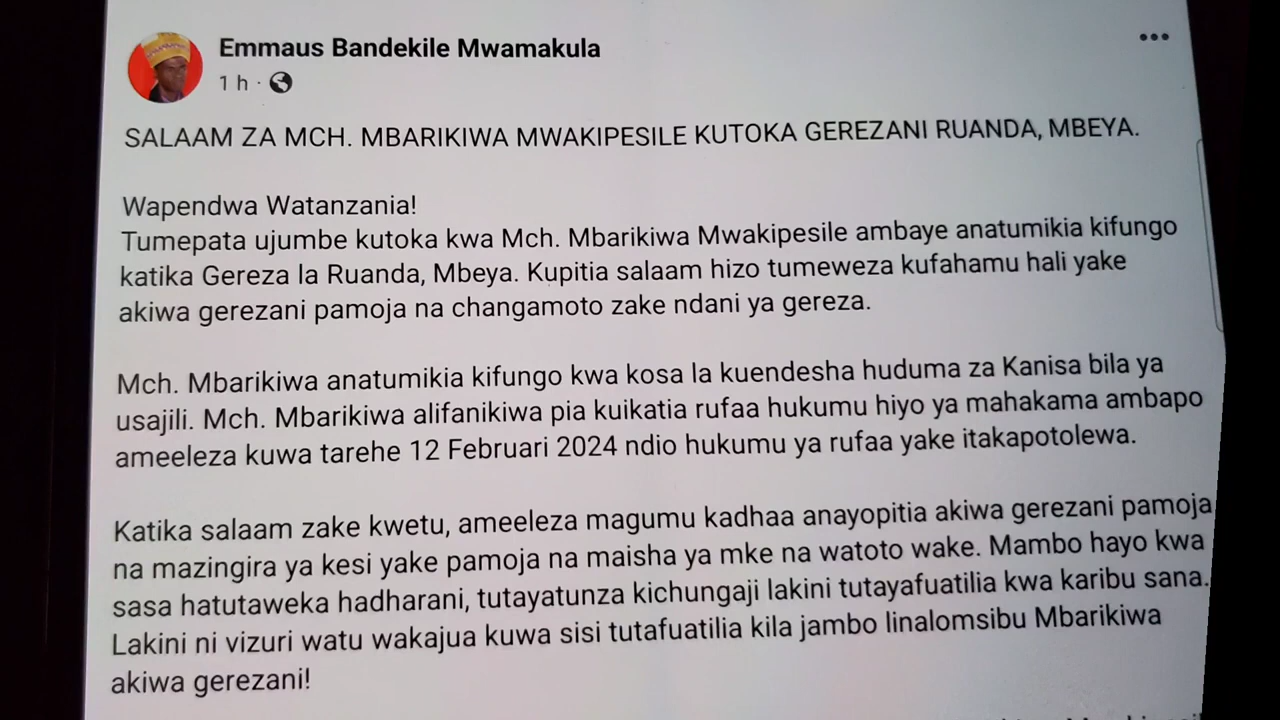 Emmaus Bandekile Mwamakula
1 h ·
SALAAM ZA MCH. MBARIKIWA MWAKIPESILE KUTOKA GEREZANI RUANDA, MBEYA.
Wapendwa Watanzania!
Tumepata ujumbe kutoka kwa Mch. Mbarikiwa Mwakipesile ambaye anatumikia kifungo
katika Gereza la Ruanda, Mbeya. Kupitia salaam hizo tumeweza kufahamu hali yake
akiwa gerezani pamoja na changamoto zake ndani ya gereza.
Mch. Mbarikiwa anatumikia kifungo kwa kosa la kuendesha huduma za Kanisa bila ya
usajili. Mch. Mbarikiwa alifanikiwa pia kuikatia rufaa hukumu hiyo ya mahakama ambapo
ameeleza kuwa tarehe 12 Februari 2024 ndio hukumu ya rufaa yake itakapotolewa.
Katika salaam zake kwetu, ameeleza magumu kadhaa anayopitia akiwa gerezani pamoja
na mazingira ya kesi yake pamoja na maisha ya mke na watoto wake. Mambo hayo kwa
sasa hatutaweka hadharani, tutayatunza kichungaji lakini tutayafuatilia kwa karibu sana.
Lakini ni vizuri watu wakajua kuwa sisi tutafuatilia kila jambo linalomsibu Mbarikiwa
akiwa gerezani!